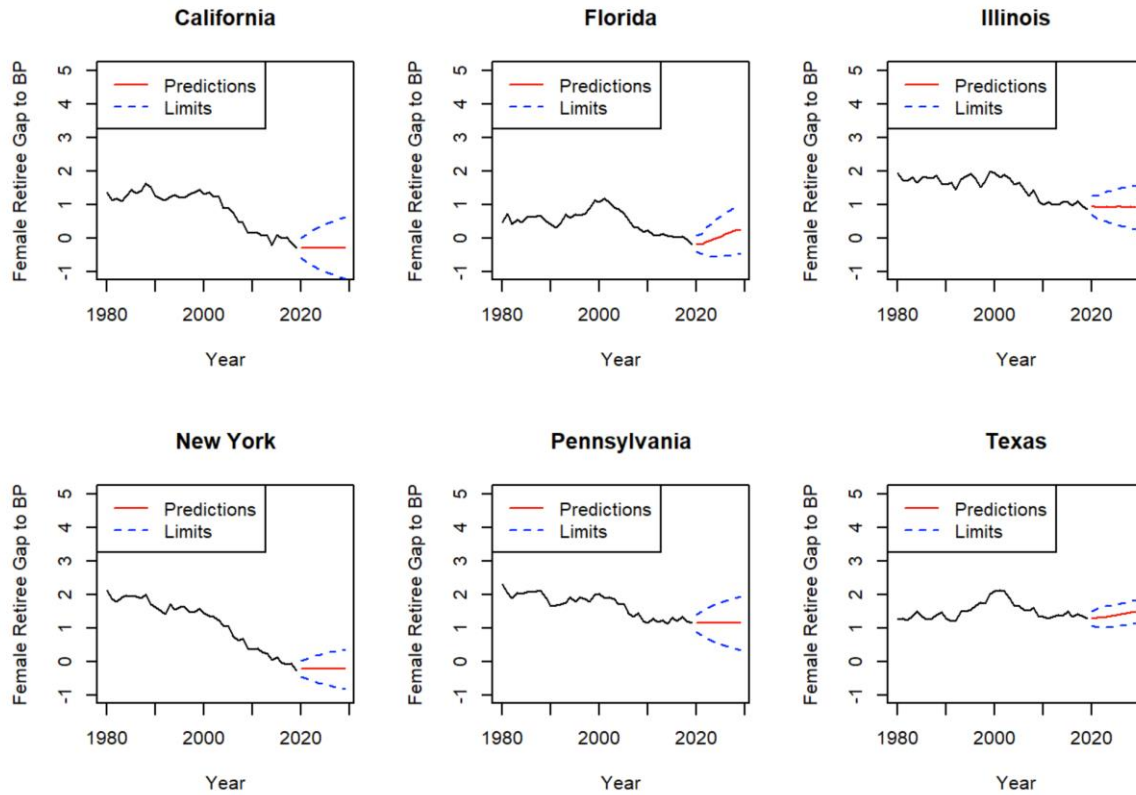 California
Female Retiree Gap to BP
5
4
3
2
1
0
-1
Predictions
Limits
1980
2000
2020
Year
Florida
Female Retiree Gap to BP
5
4
3
2
1
0
-1
Predictions
Limits
1980
2000
2020
Year
Illinois
Female Retiree Gap to BP
5
4
3
2
1
0
-1
Predictions
Limits
1980
2000
2020
Year
New York
Female Retiree Gap to BP
5
4
3
2
1
0
-1
Predictions
Limits
1980
2000
2020
Year
Pennsylvania
Female Retiree Gap to BP
5
4
3
2
1
0
-1
Predictions
Limits
1980
2000
2020
Year
Texas
Female Retiree Gap to BP
5
4
3
2
1
0
-1
Predictions
Limits
1980
2000
2020
Year